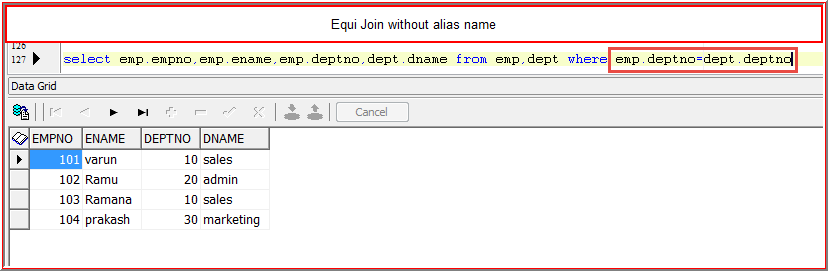 Equi Join without alias name
126
127 select emp.empno,emp.ename,emp.deptno,dept.dname from emp,dept where emp.deptno=dept.deptno
Data Grid
Cancel
EMPNO ENAME DEPTNO DNAME
101 varun 10 sales
102 Ramu 20 admin
103 Ramana 10 sales
104 prakash 30 marketing